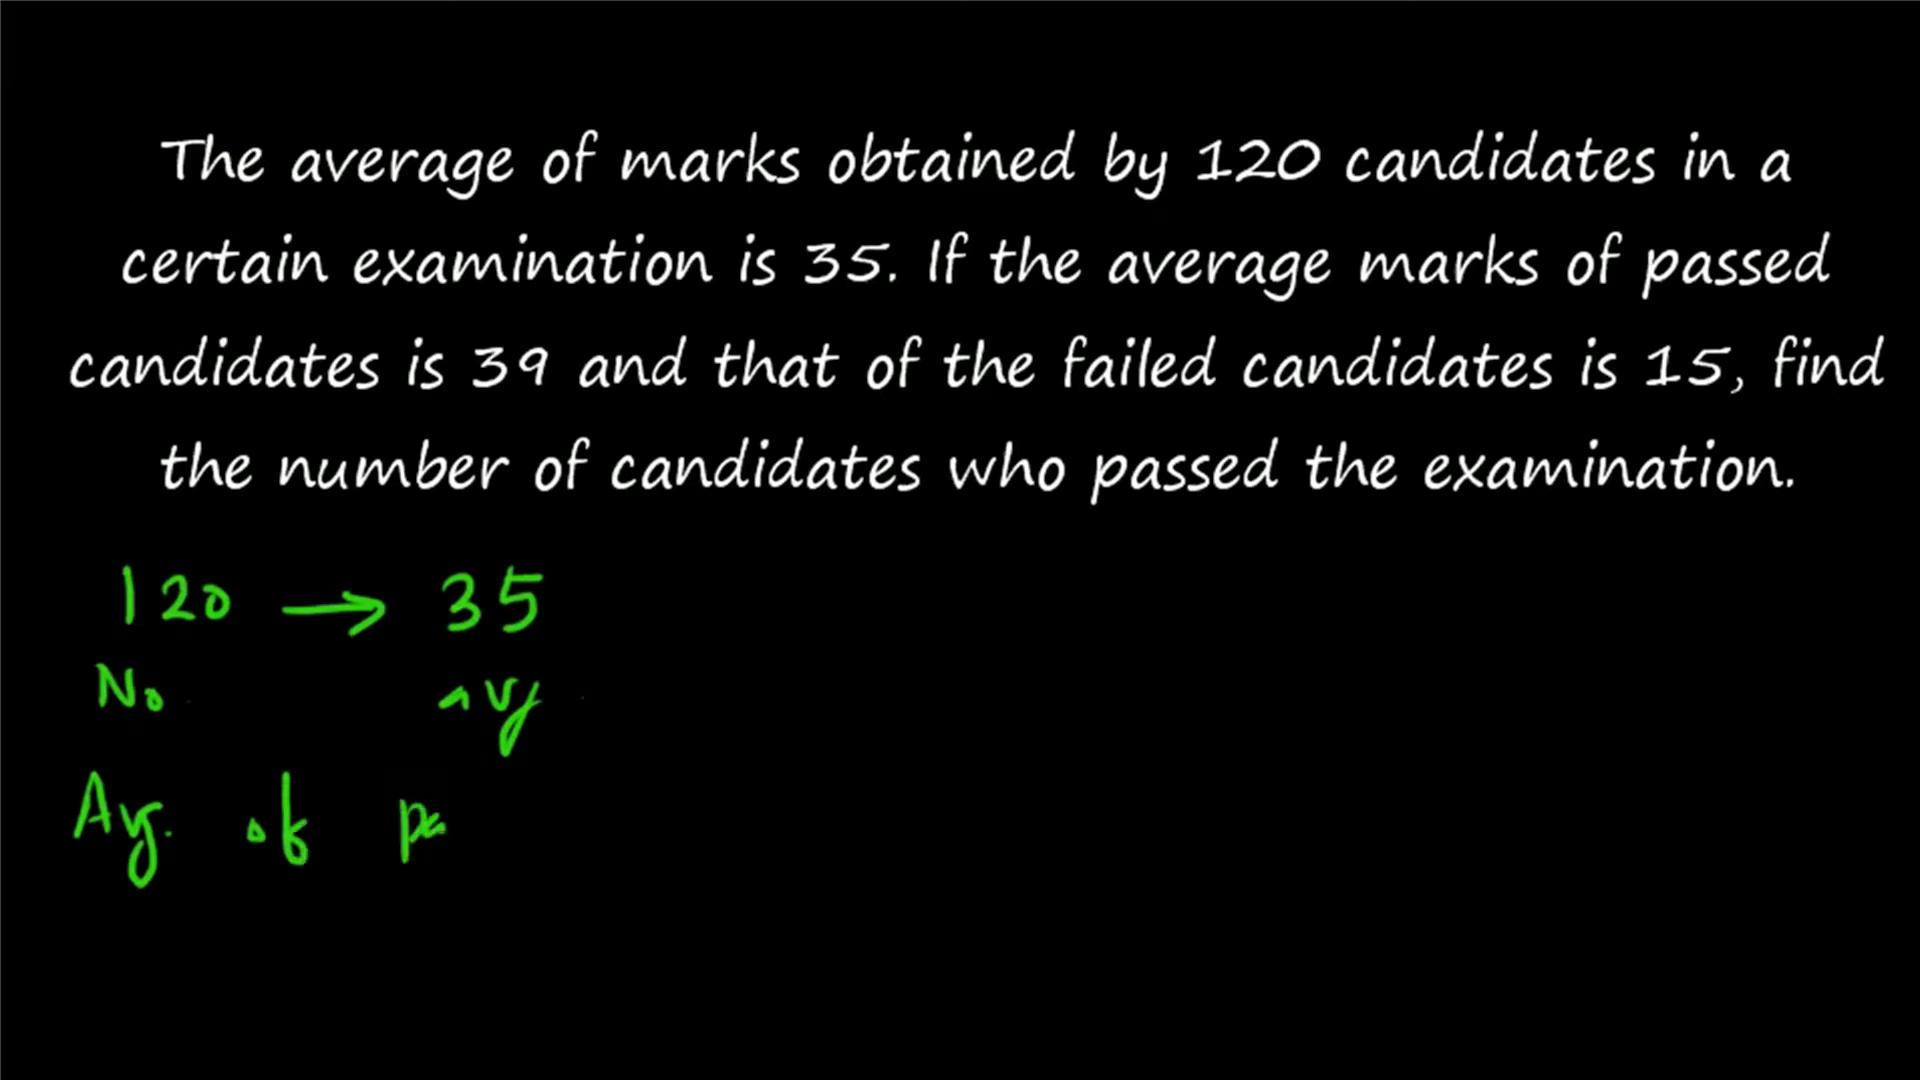 The average of marks obtained by 120 candidates in a
certain examination is 35. If the average marks of passed
candidates is 39 and that of the failed candidates is 15, find
the number of candidates who passed the examination.
120 → 35
No avg
Avg. of pa